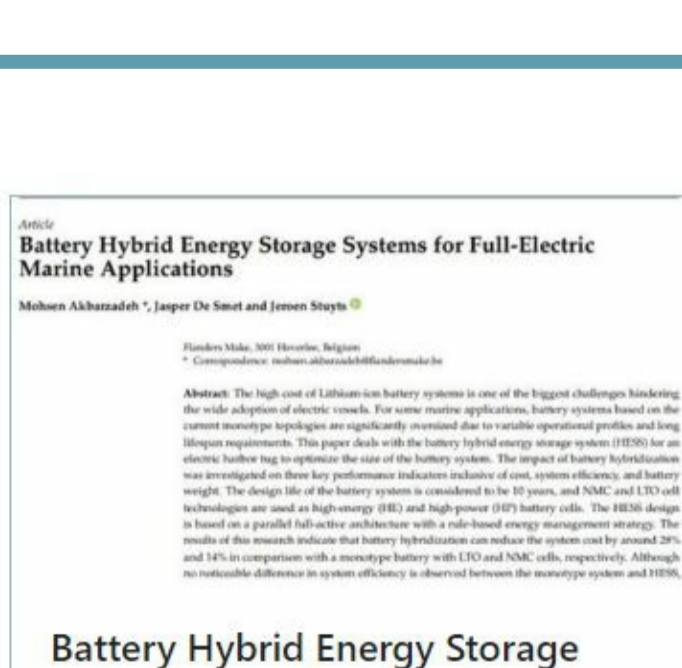 Article
Battery Hybrid Energy Storage Systems for Full-Electric
Marine Applications
Mohsen Akbarzadeh *, Jasper De Smet and Jeroen Stuyts
Flanders Make, 3001 Heverlee, Belgium
* Correspondence: mohsen.akbarzadeh@flandersmake.be
Abstract: The high cost of Lithium-ion battery systems is one of the biggest challenges hindering
the wide adoption of electric vessels. For some marine applications, battery systems based on the
current monotype topologies are significantly oversized due to variable operational profiles and long
lifespan requirements. This paper deals with the battery hybrid energy storage system (HESS) for an
electric harbor tug to optimize the size of the battery system. The impact of battery hybridization
was investigated on three key performance indicators inclusive of cost, system efficiency, and battery
weight. The design life of the battery system is considered to be 10 years, and NMC and LTO cell
technologies are used as high-energy (HE) and high-power (HP) battery cells. The HESS design
is based on a parallel full-active architecture with a rule-based energy management strategy. The
results of this research indicate that battery hybridization can reduce the system cost by around 28%
and 14% in comparison with a monotype battery with LTO and NMC cells, respectively. Although
no noticeable difference in system efficiency is observed between the monotype system and HESS,
Battery Hybrid Energy Storage